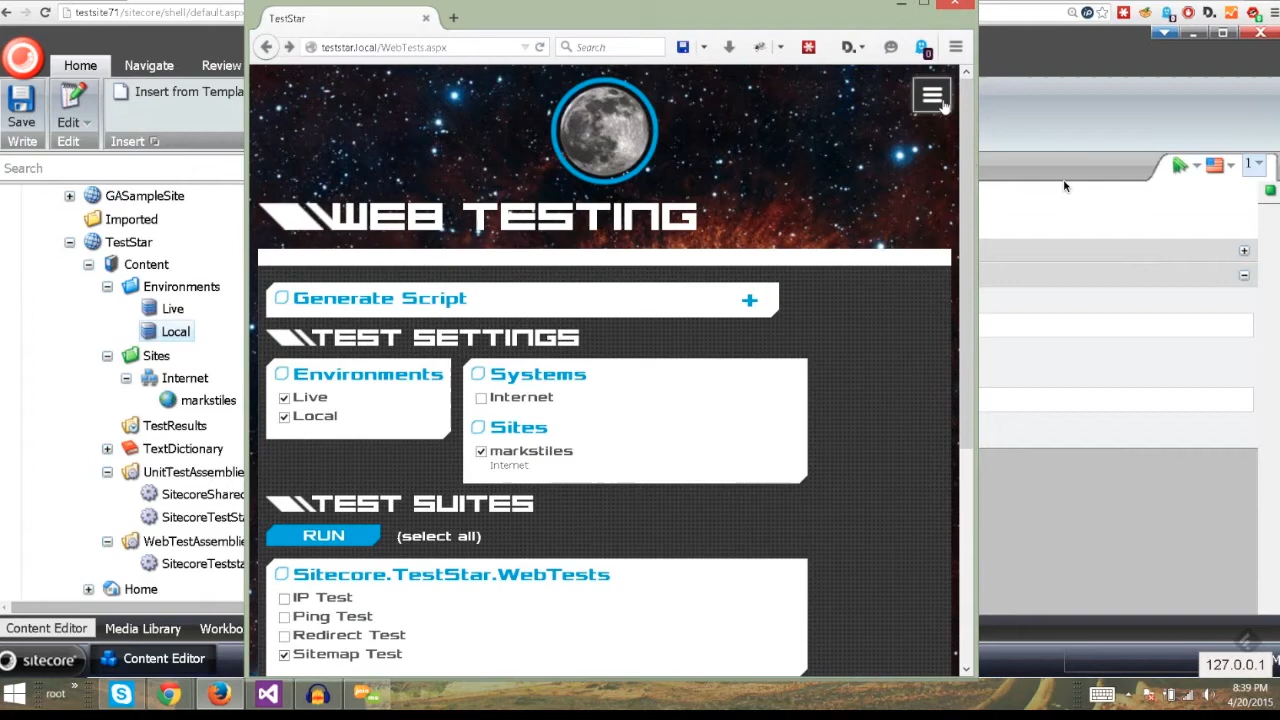 testsite71/sitecore/shell/default.aspx
TestStar
teststar.local/WebTests.aspx
Search
D.
0
D.
Home
Navigate
Review
Save
Edit
Insert from Templa
Write
Edit
Insert
1
Search
GASampleSite
Imported
TestStar
Content
Environments
Live
Local
Sites
Internet
markstiles
TestResults
TextDictionary
UnitTestAssemblie
SitecoreShared
SitecoreTestSta
WebTestAssemblie
SitecoreTeststa
Home
WEB TESTING
Generate Script
TEST SETTINGS
Environments
Live
Local
Systems
Internet
Sites
markstiles
Internet
TEST SUITES
RUN
(select all)
Sitecore.TestStar.WebTests
IP Test
Ping Test
Redirect Test
Sitemap Test
Content Editor
Media Library
Workbo
sitecore
Content Editor
127.0.0.1
root
8:39 PM
4/20/2015